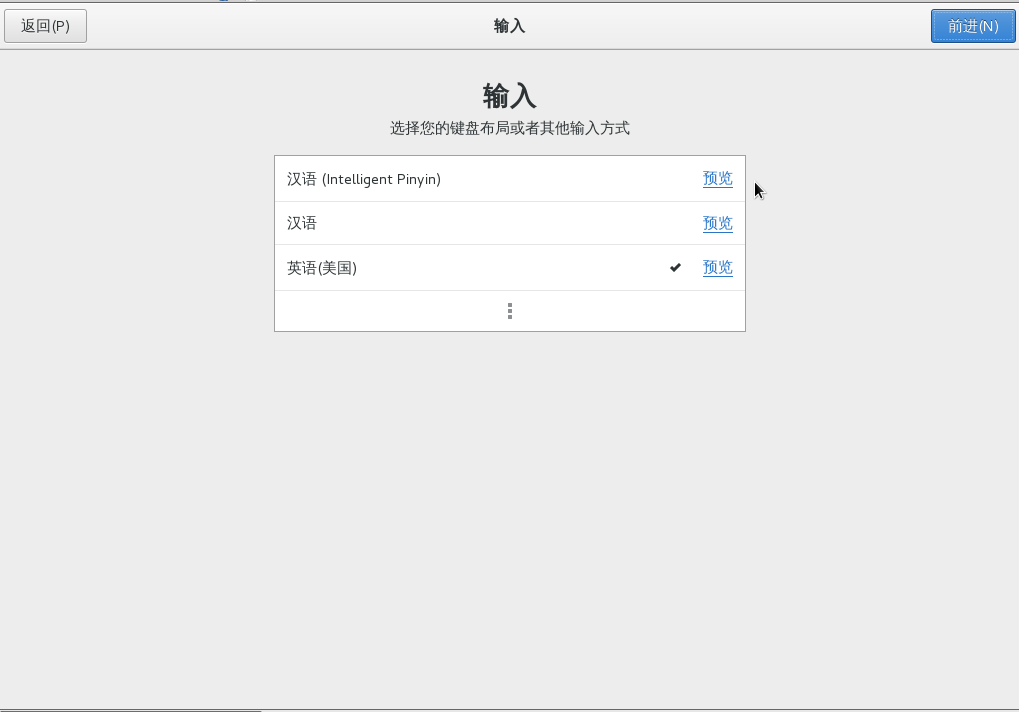 返回(P)
输入
前进(N)
输入
选择您的键盘布局或者其他输入方式
汉语 (Intelligent Pinyin) 预览
汉语 预览
英语(美国) 预览